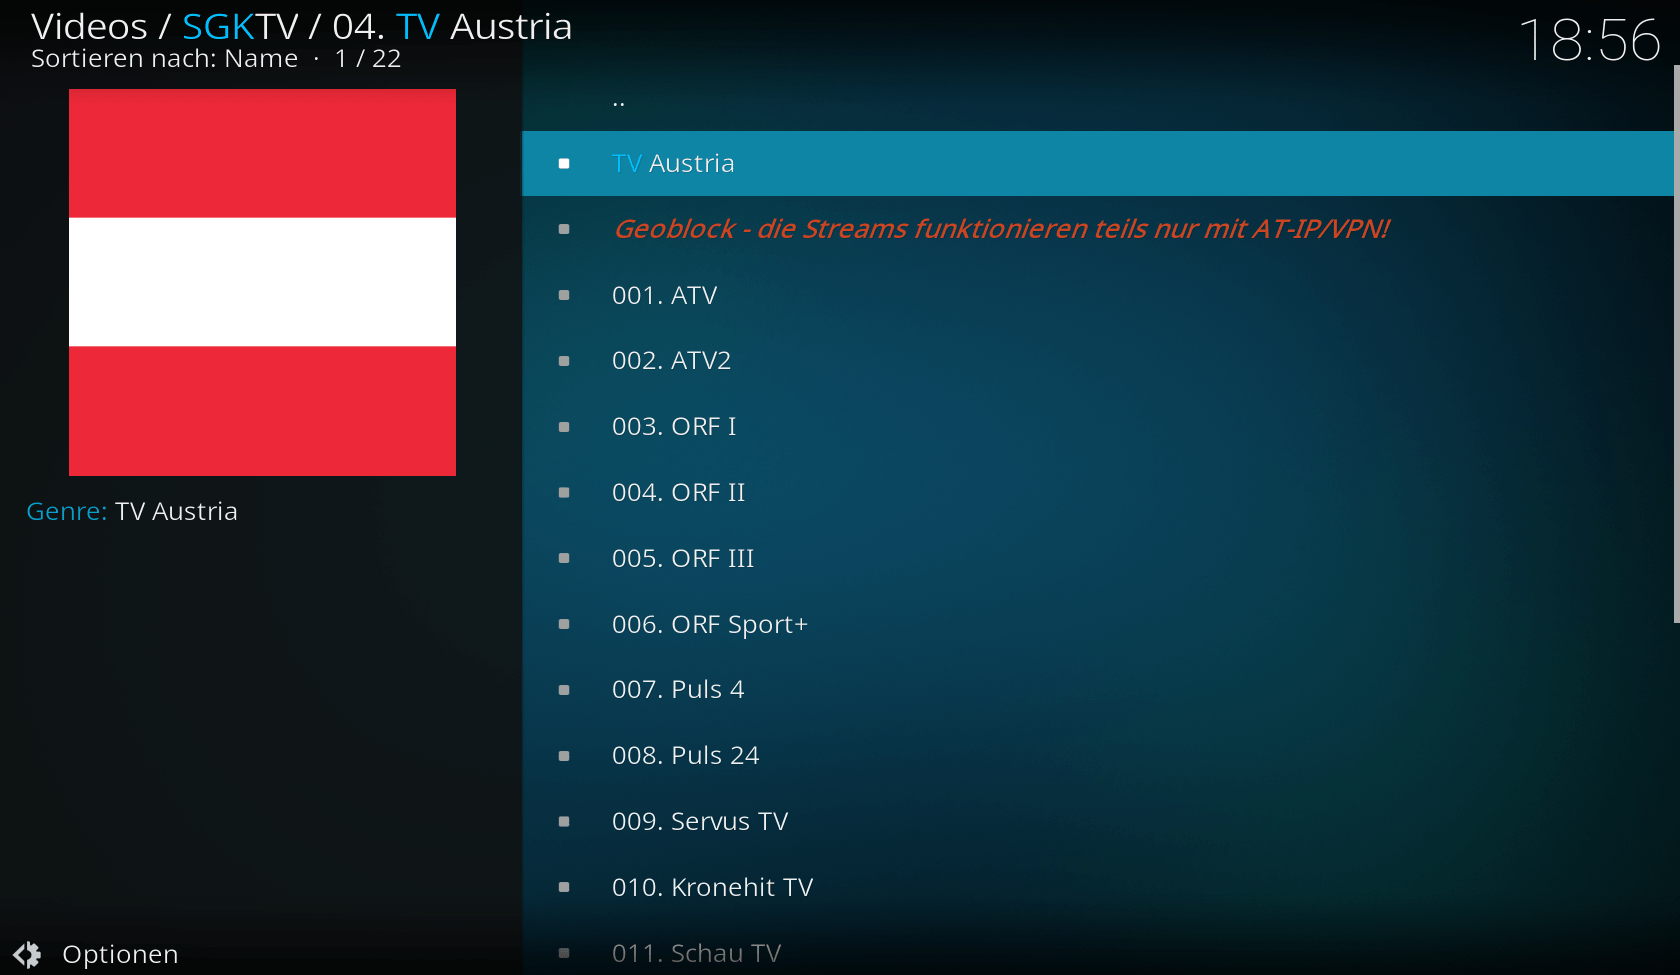 Videos / SGKTV / 04. TV Austria
Sortieren nach: Name · 1 / 22
18:56
Genre: TV Austria
..
TV Austria
Geoblock - die Streams funktionieren teils nur mit AT-IP/VPN!
001. ATV
002. ATV2
003. ORF I
004. ORF II
005. ORF III
006. ORF Sport+
007. Puls 4
008. Puls 24
009. Servus TV
010. Kronehit TV
011. Schau TV
Optionen